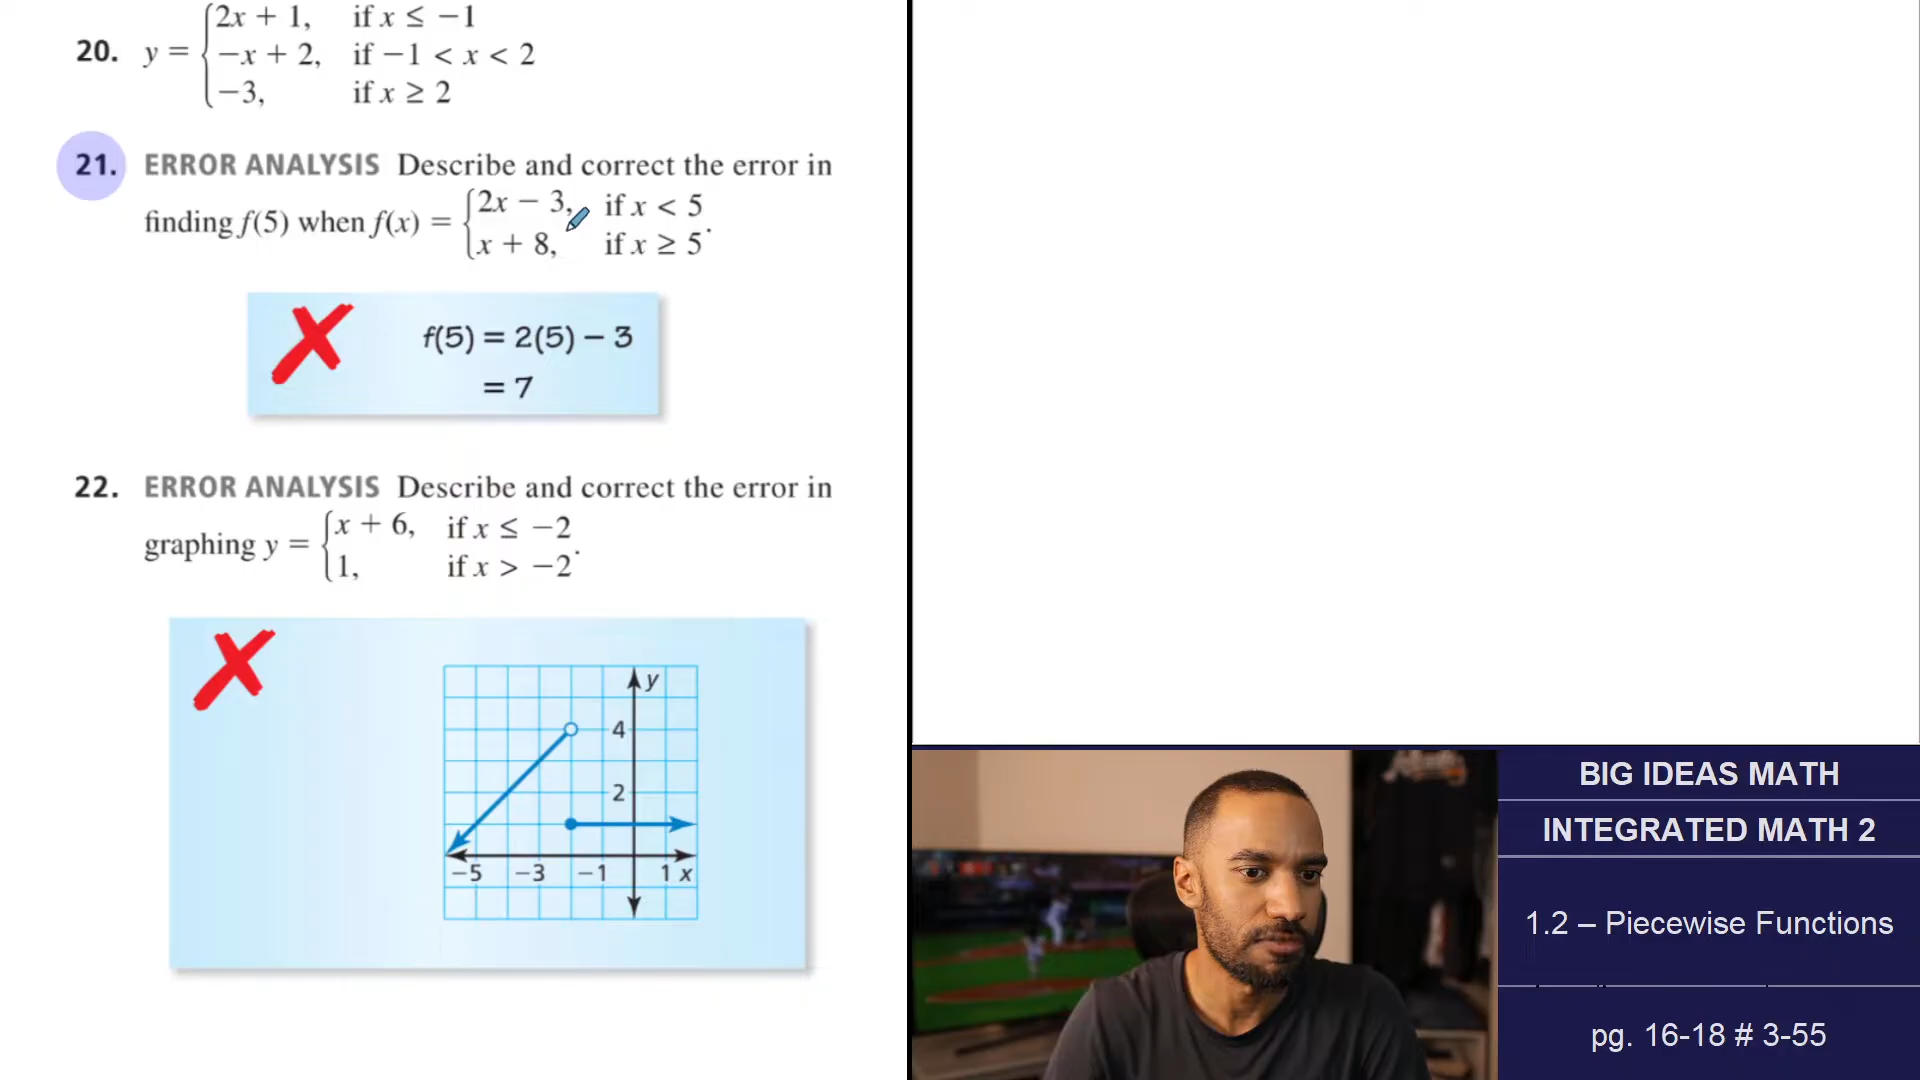 20. y = { 2x + 1, if x ≤ −1
−x + 2, if −1 < x < 2
−3, if x ≥ 2
21. ERROR ANALYSIS Describe and correct the error in
finding f(5) when f(x) = { 2x − 3, if x < 5
x + 8, if x ≥ 5 .
f(5) = 2(5) − 3
= 7
22. ERROR ANALYSIS Describe and correct the error in
graphing y = { x + 6, if x ≤ −2
1, if x > −2 .
y
4
2
−5 −3 −1 1 x
BIG IDEAS MATH
INTEGRATED MATH 2
1.2 – Piecewise Functions
pg. 16-18 # 3-55